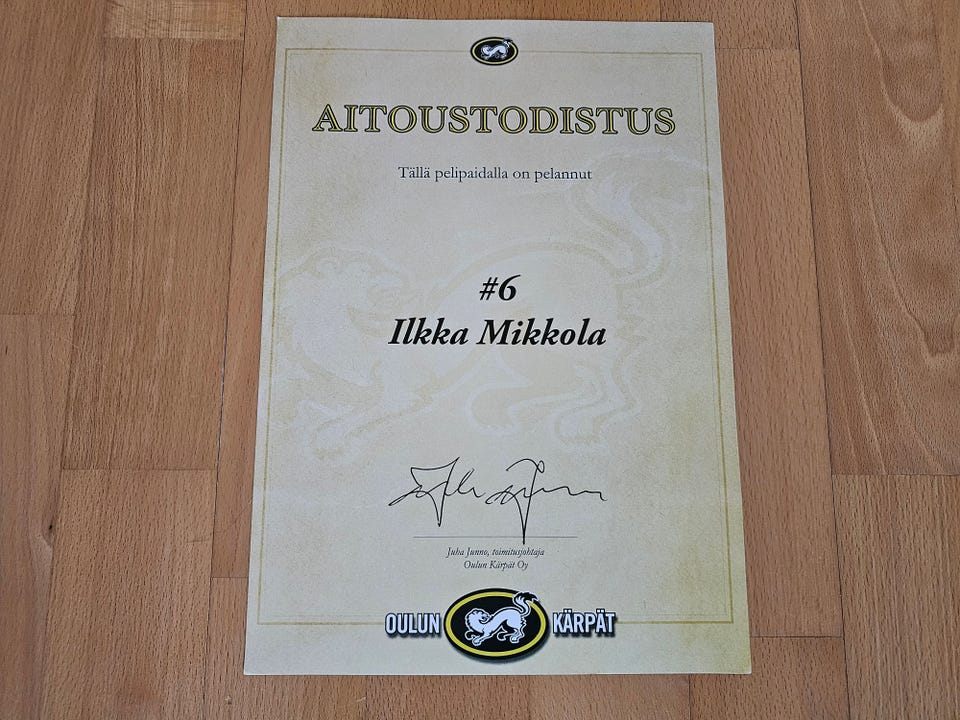 AITOUSTODISTUS
Tällä pelipaidalla on pelannut
#6
Ilkka Mikkola
Juha Junno, toimitusjohtaja
Oulun Kärpät Oy
OULUN KÄRPÄT